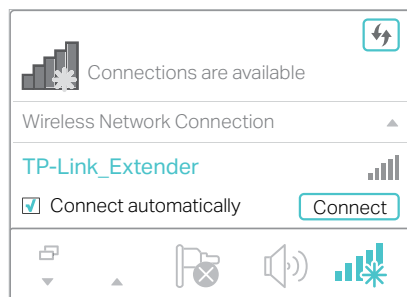 Connections are available
Wireless Network Connection
TP-Link_Extender
Connect automatically
Connect